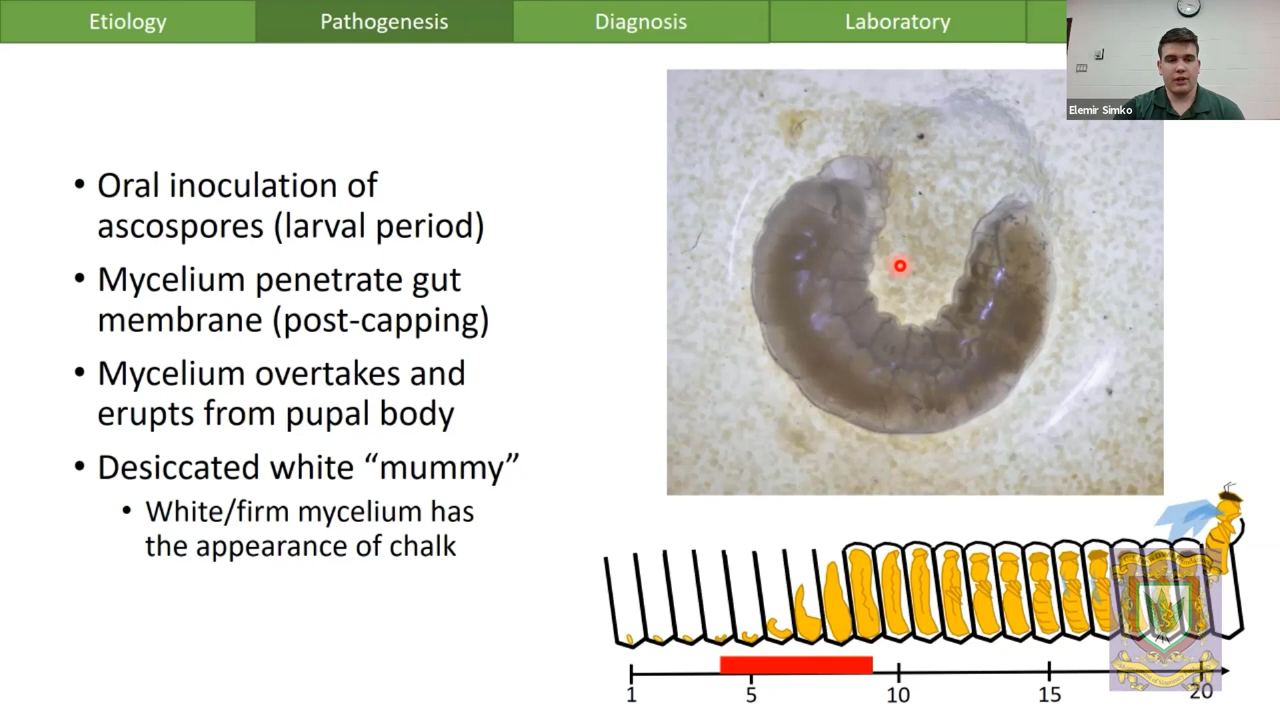 Etiology
Pathogenesis
Diagnosis
Laboratory
Elemir Simko
• Oral inoculation of
ascospores (larval period)
• Mycelium penetrate gut
membrane (post-capping)
• Mycelium overtakes and
erupts from pupal body
• Desiccated white “mummy”
• White/firm mycelium has
the appearance of chalk
1 5 10 15 20